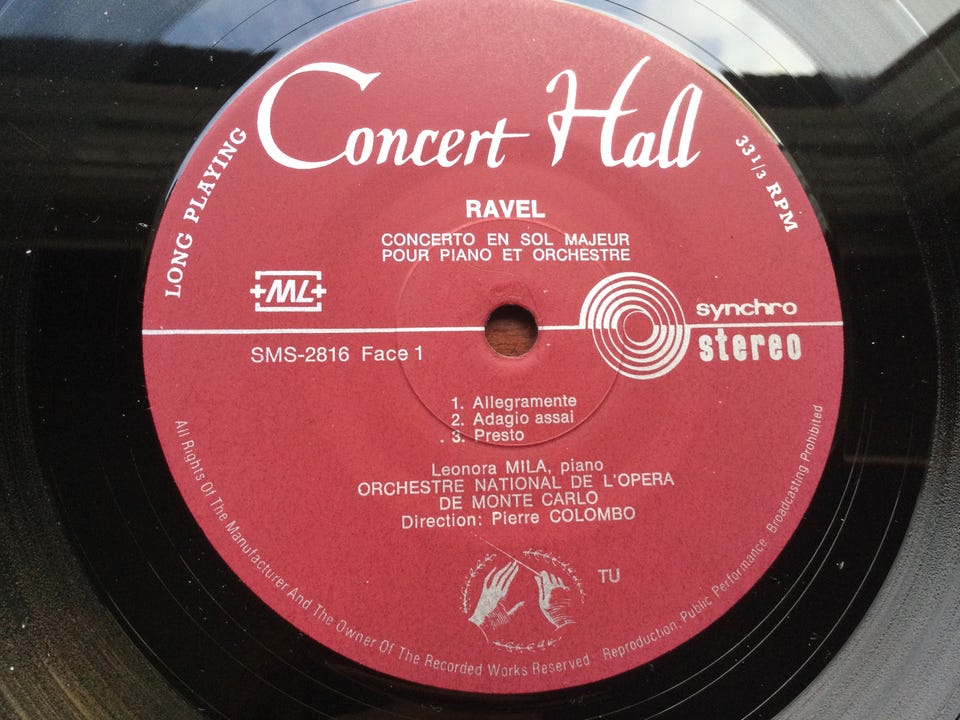 Concert Hall
LONG PLAYING
33 1/3 RPM
RAVEL
CONCERTO EN SOL MAJEUR
POUR PIANO ET ORCHESTRE
+ML+
synchro
stereo
SMS-2816 Face 1
1. Allegramente
2. Adagio assai
3. Presto
Leonora MILA, piano
ORCHESTRE NATIONAL DE L'OPERA
DE MONTE CARLO
Direction: Pierre COLOMBO
TU
All Rights Of The Manufacturer And The Owner Of The Recorded Works Reserved. Reproduction. Public Performance. Broadcasting Prohibited